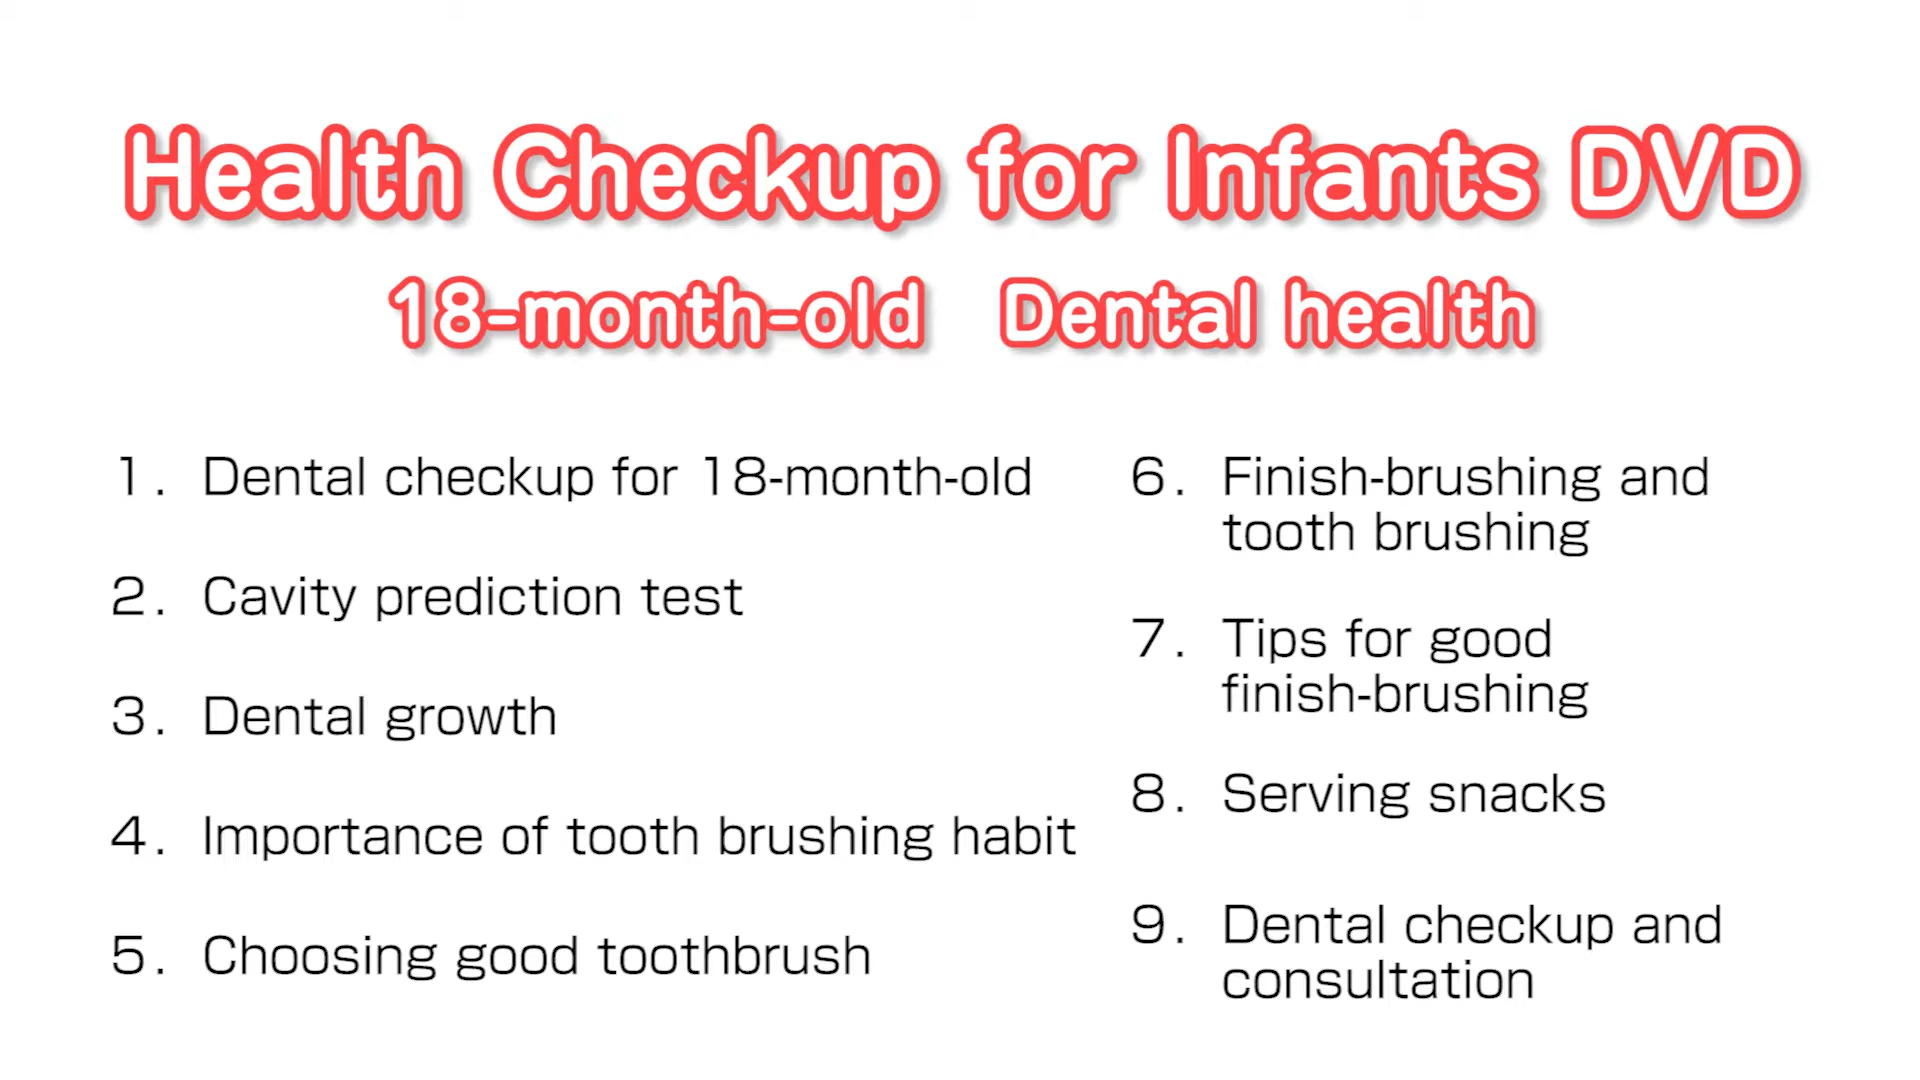 Health Checkup for Infants DVD
18-month-old Dental health
1. Dental checkup for 18-month-old
2. Cavity prediction test
3. Dental growth
4. Importance of tooth brushing habit
5. Choosing good toothbrush
6. Finish-brushing and
tooth brushing
7. Tips for good
finish-brushing
8. Serving snacks
9. Dental checkup and
consultation